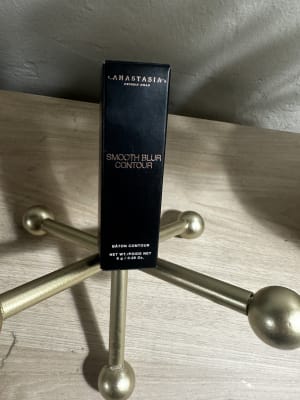 ANASTASIA
BEVERLY HILLS
SMOOTH BLUR
CONTOUR
BÂTON CONTOUR
NET WT./POIDS NET